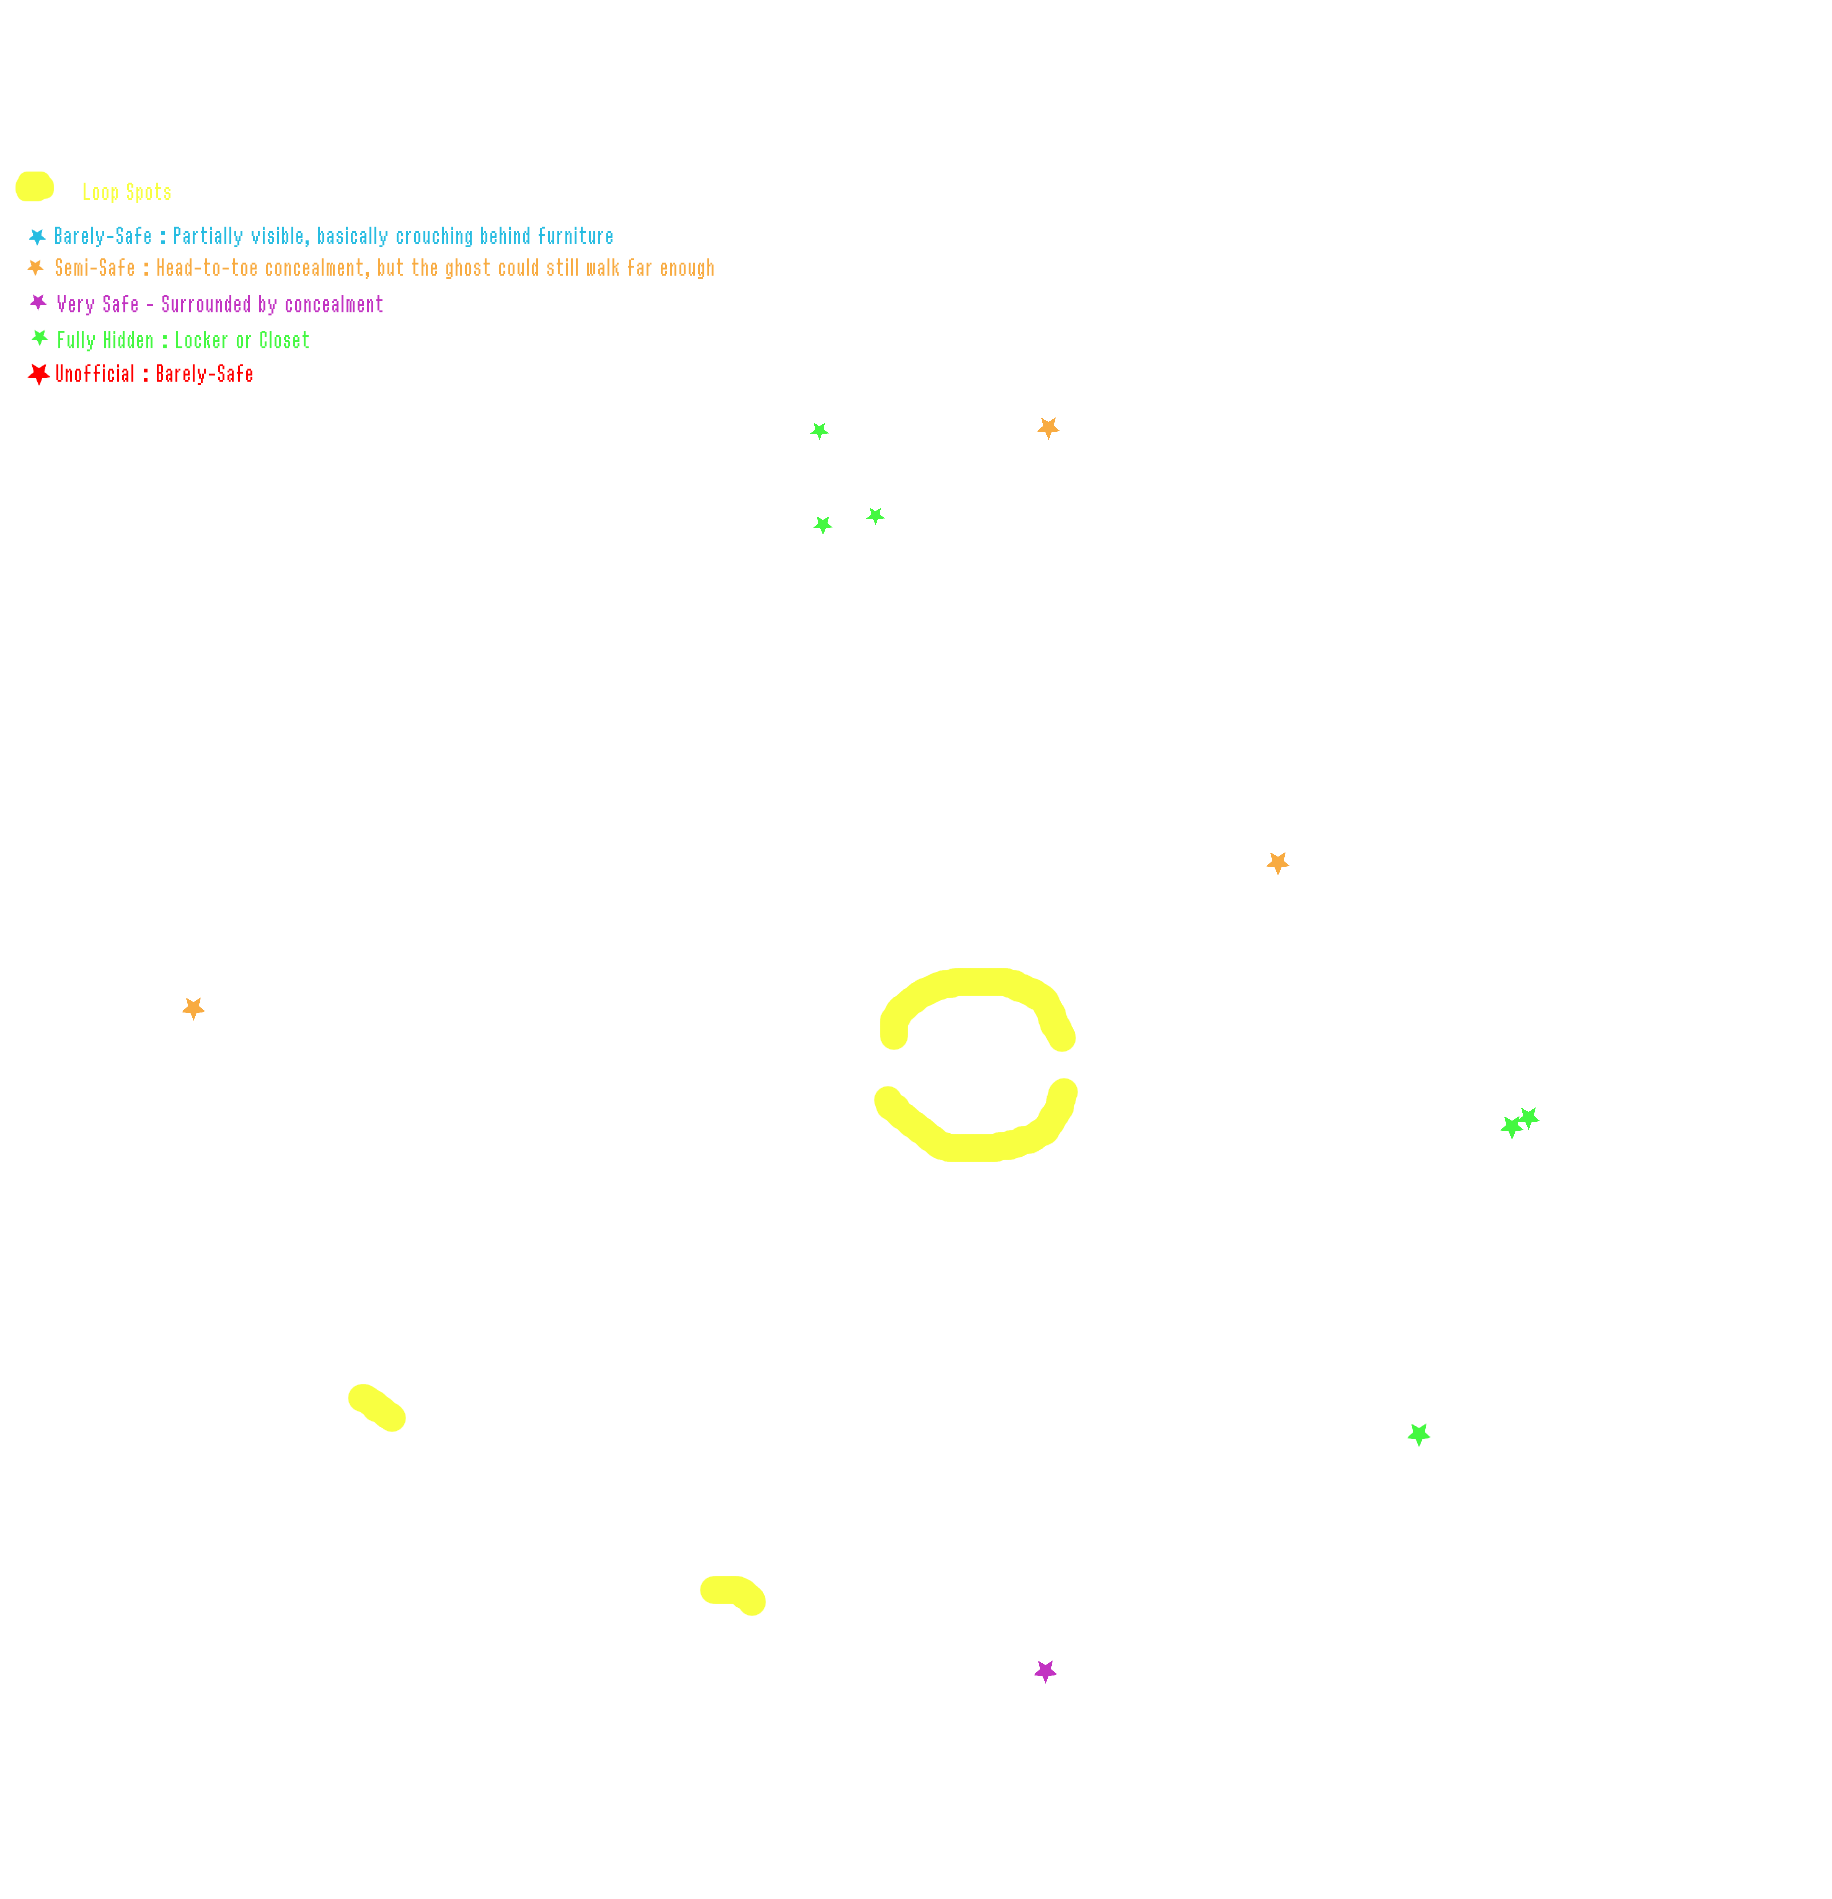 Loop Spots
Barely-Safe : Partially visible, basically crouching behind furniture
Semi-Safe : Head-to-toe concealment, but the ghost could still walk far enough
Very Safe - Surrounded by concealment
Fully Hidden : Locker or Closet
Unofficial : Barely-Safe